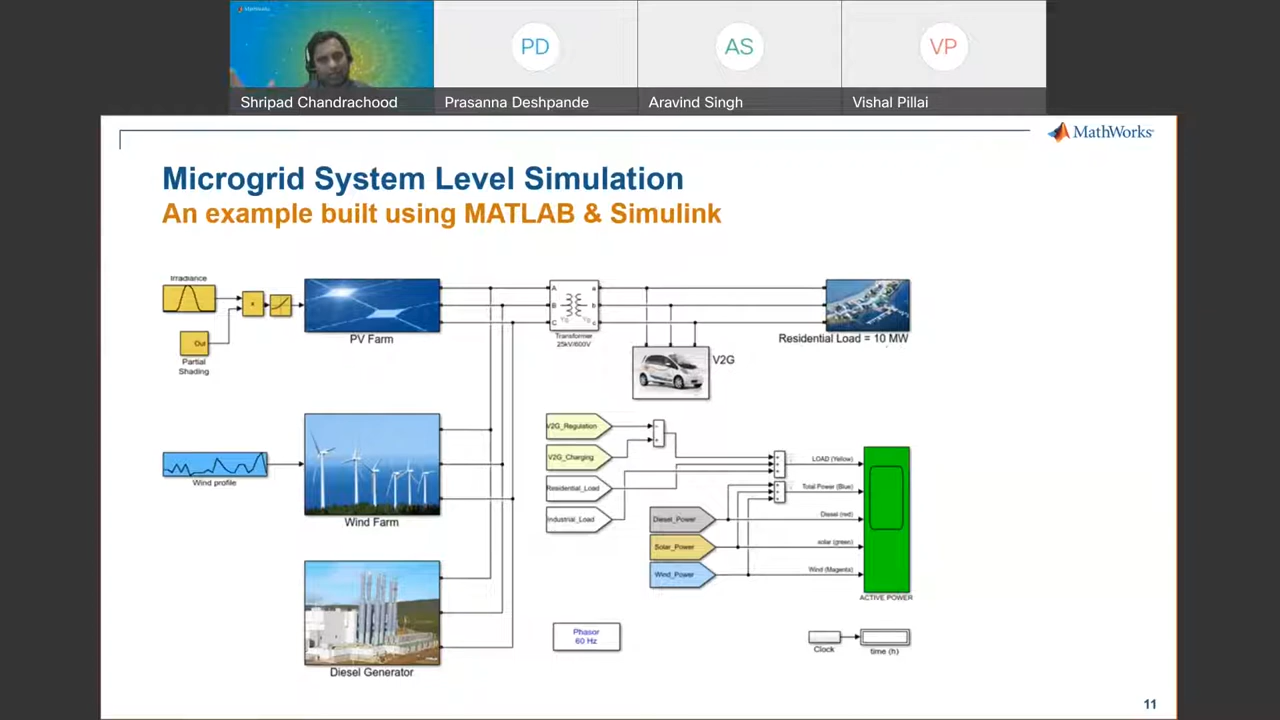 MathWorks
PD
AS
VP
Shripad Chandrachood
Prasanna Deshpande
Aravind Singh
Vishal Pillai
MathWorks
Microgrid System Level Simulation
An example built using MATLAB & Simulink
Irradiance
x
Out
Partial
Shading
PV Farm
A
B
C
a
b
c
Transformer
25kV/600V
V2G
Residential Load = 10 MW
Wind profile
Wind Farm
V2G_Regulation
V2G_Charging
Residential_Load
Industrial_Load
Diesel_Power
Solar_Power
Wind_Power
LOAD (Yellow)
Total Power (Blue)
Diesel (red)
solar (green)
Wind (Magenta)
ACTIVE POWER
Diesel Generator
Phasor
60 Hz
Clock
time (h)
11